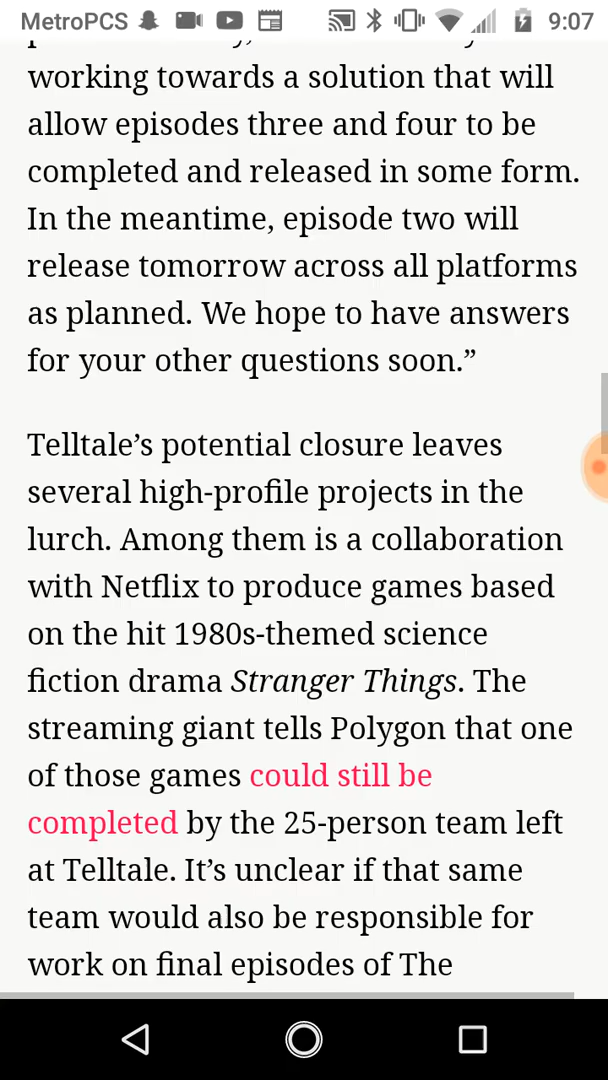 MetroPCS 9:07
working towards a solution that will
allow episodes three and four to be
completed and released in some form.
In the meantime, episode two will
release tomorrow across all platforms
as planned. We hope to have answers
for your other questions soon.”
Telltale’s potential closure leaves
several high-profile projects in the
lurch. Among them is a collaboration
with Netflix to produce games based
on the hit 1980s-themed science
fiction drama Stranger Things. The
streaming giant tells Polygon that one
of those games could still be
completed by the 25-person team left
at Telltale. It’s unclear if that same
team would also be responsible for
work on final episodes of The